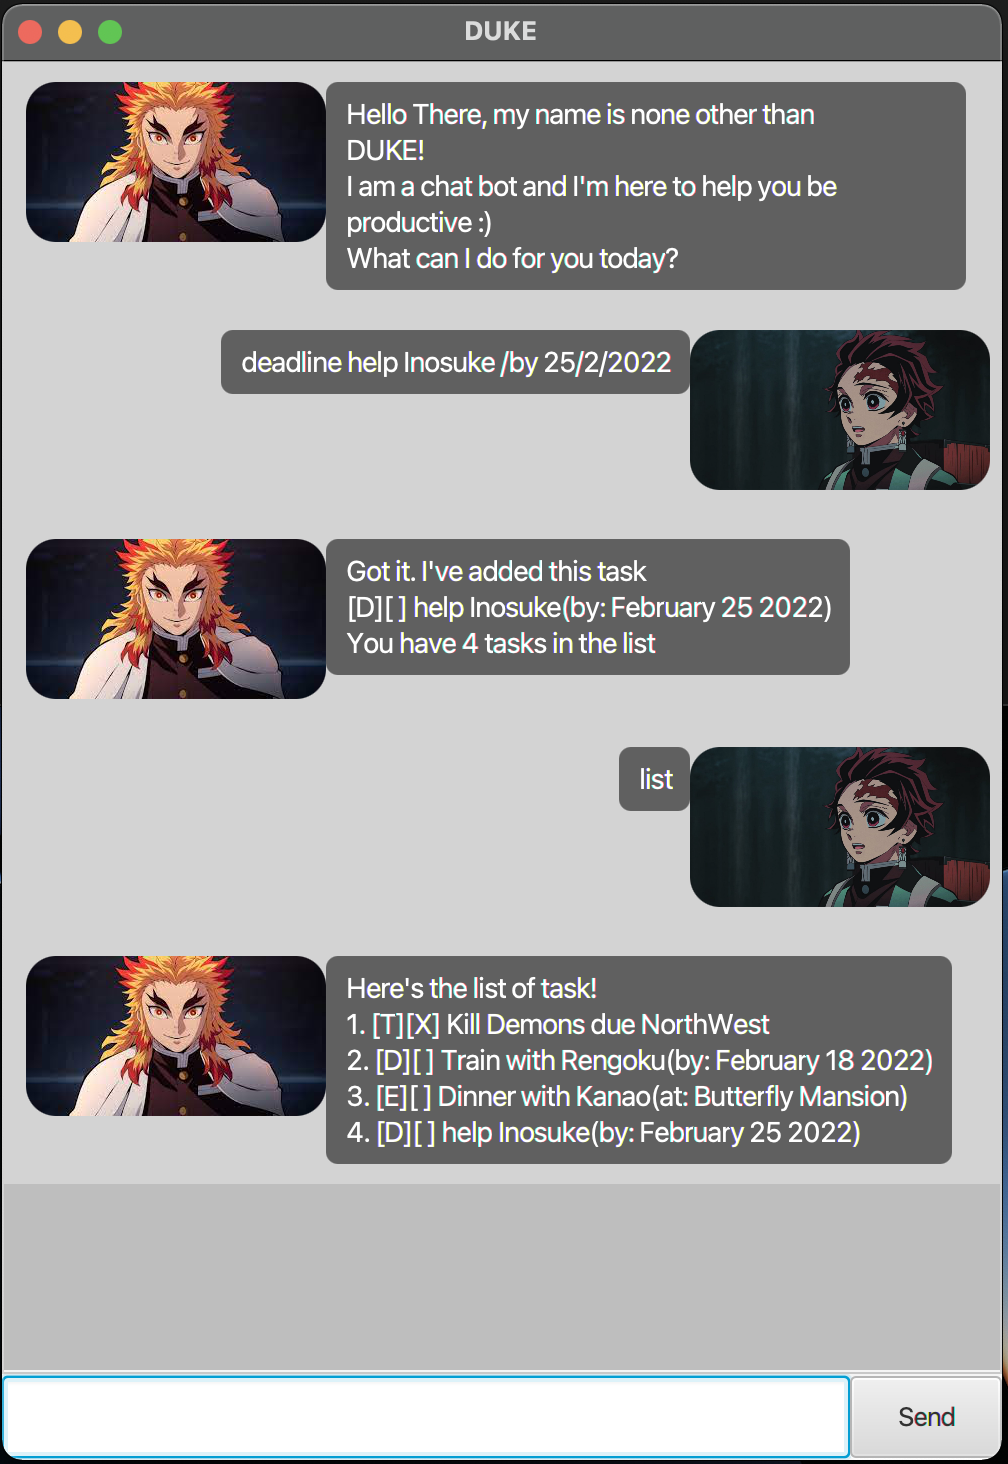 DUKE
Hello There, my name is none other than
DUKE!
I am a chat bot and I'm here to help you be
productive :)
What can I do for you today?
deadline help Inosuke /by 25/2/2022
Got it. I've added this task
[D][ ] help Inosuke(by: February 25 2022)
You have 4 tasks in the list
list
Here's the list of task!
1. [T][X] Kill Demons due NorthWest
2. [D][ ] Train with Rengoku(by: February 18 2022)
3. [E][ ] Dinner with Kanao(at: Butterfly Mansion)
4. [D][ ] help Inosuke(by: February 25 2022)
Send